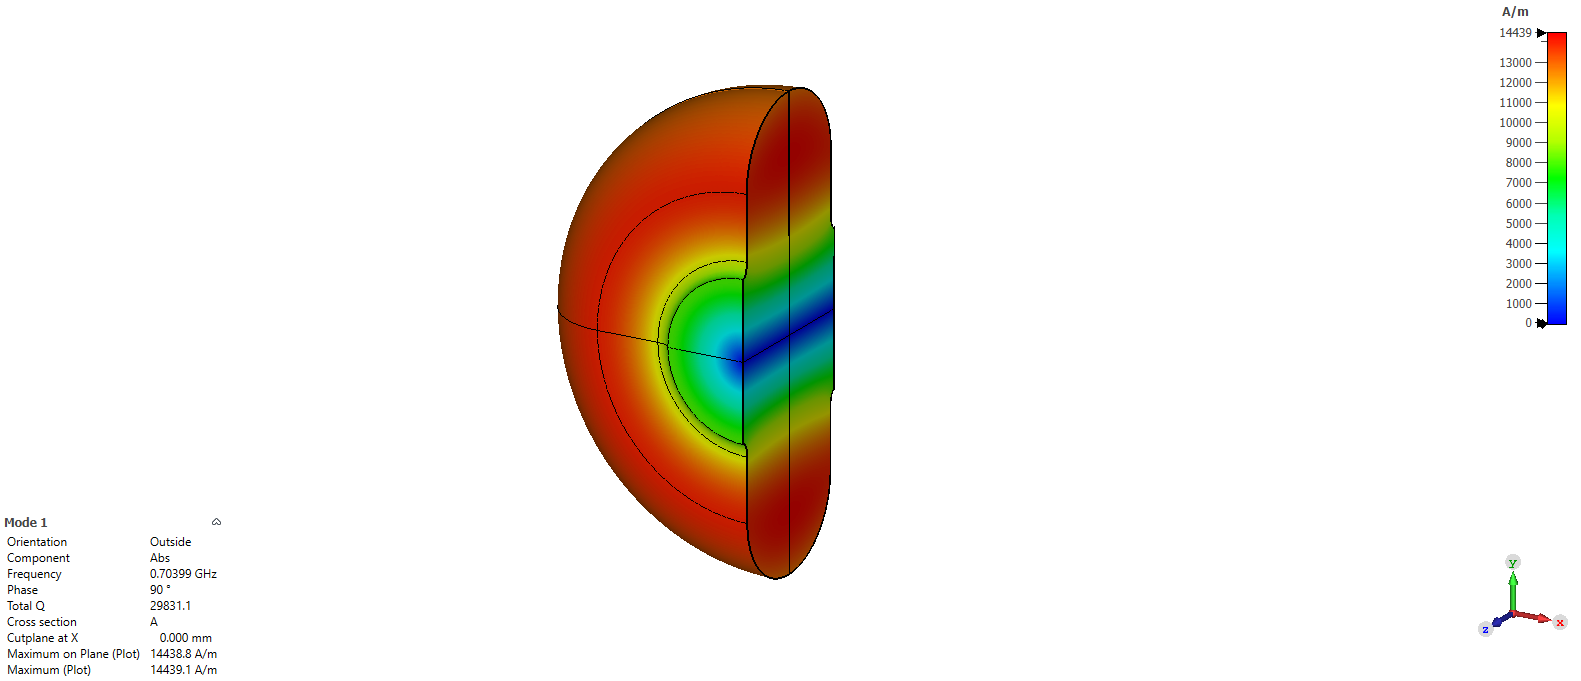 A/m
14439
13000
12000
11000
10000
9000
8000
7000
6000
5000
4000
3000
2000
1000
0
Mode 1
Orientation Outside
Component Abs
Frequency 0.70399 GHz
Phase 90 °
Total Q 29831.1
Cross section A
Cutplane at X 0.000 mm
Maximum on Plane (Plot) 14438.8 A/m
Maximum (Plot) 14439.1 A/m
y
x
z